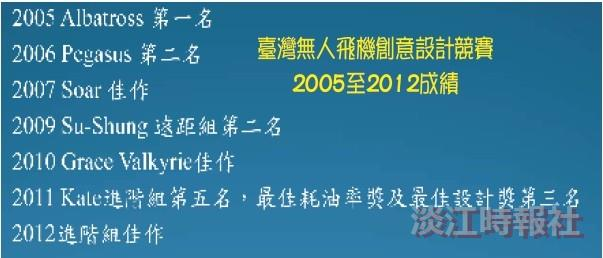 2005 Albatross 第一名
2006 Pegasus 第二名
2007 Soar 佳作
臺灣無人飛機創意設計競賽
2005至2012成績
2009 Su-Shung 遠距組第二名
2010 Grace Valkyrie佳作
2011 Kate進階組第五名，最佳耗油率獎及最佳設計獎第三名
2012進階組佳作
淡江時報社